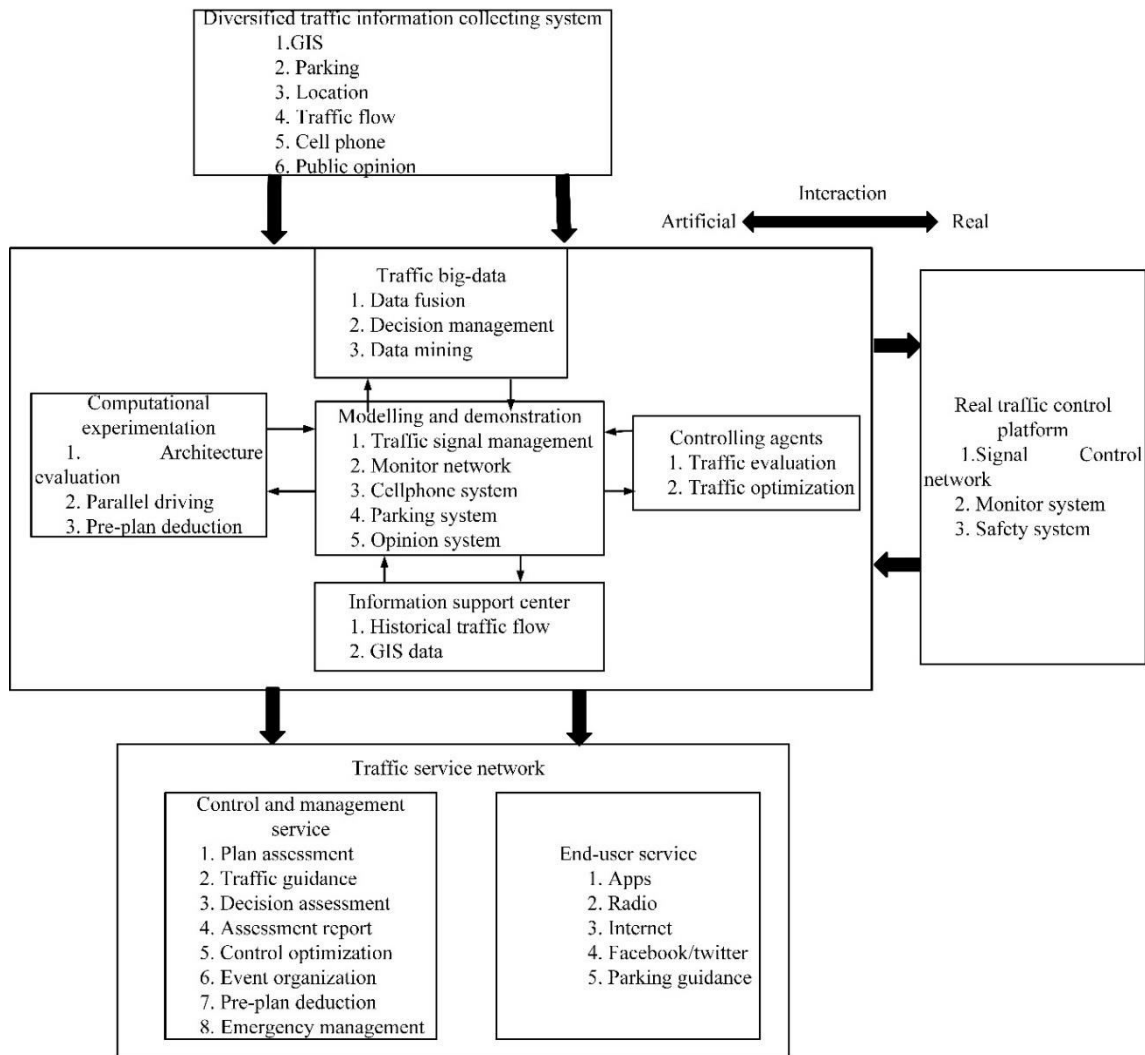 Diversified traffic information collecting system
1.GIS
2. Parking
3. Location
4. Traffic flow
5. Cell phone
6. Public opinion
Interaction
Artificial
Real
Traffic big-data
1. Data fusion
2. Decision management
3. Data mining
Computational
experimentation
1. Architecture
evaluation
2. Parallel driving
3. Pre-plan deduction
Modelling and demonstration
1. Traffic signal management
2. Monitor network
3. Cellphone system
4. Parking system
5. Opinion system
Controlling agents
1. Traffic evaluation
2. Traffic optimization
Real traffic control
platform
1.Signal Control
network
2. Monitor system
3. Safety system
Information support center
1. Historical traffic flow
2. GIS data
Traffic service network
Control and management
service
1. Plan assessment
2. Traffic guidance
3. Decision assessment
4. Assessment report
5. Control optimization
6. Event organization
7. Pre-plan deduction
8. Emergency management
End-user service
1. Apps
2. Radio
3. Internet
4. Facebook/twitter
5. Parking guidance